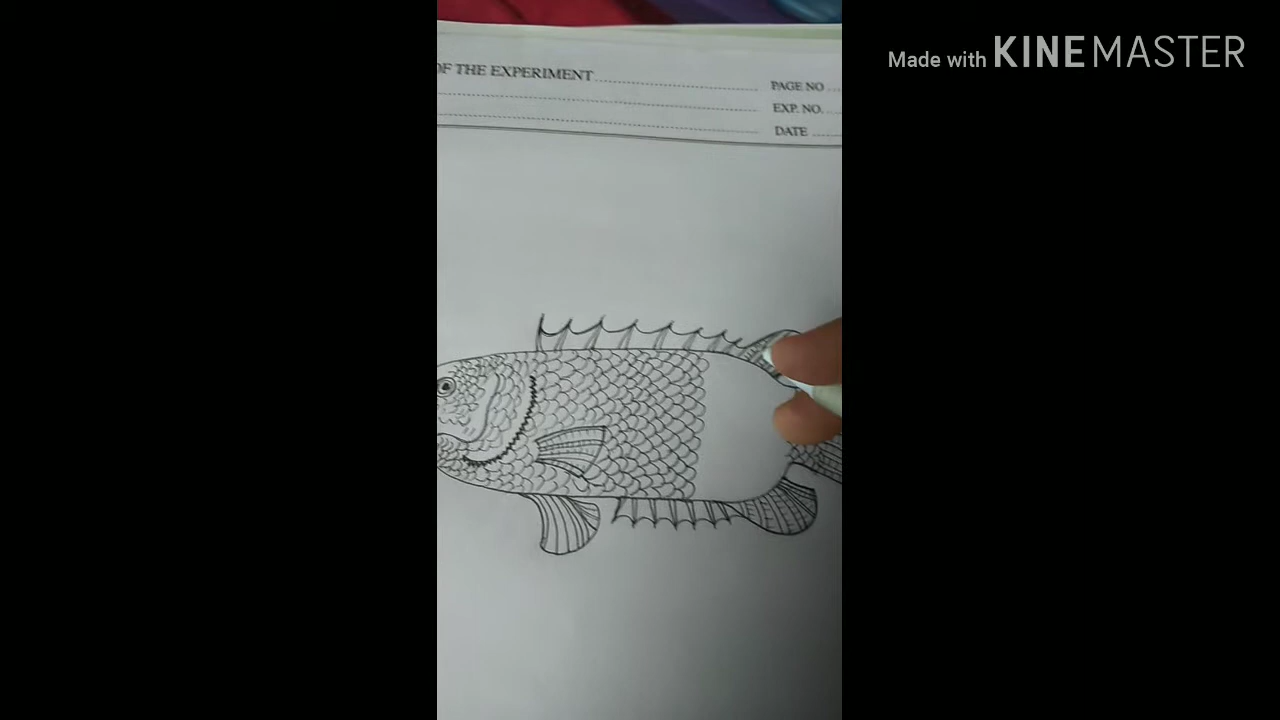 Made with KINEMASTER
OF THE EXPERIMENT
PAGE NO
EXP. NO.
DATE